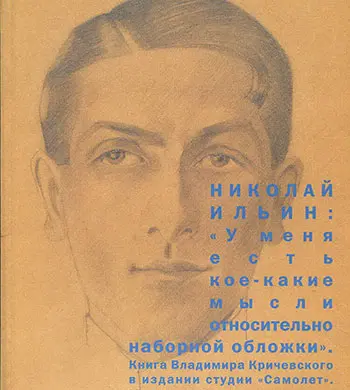 НИКОЛАЙ
ИЛЬИН:
«У меня
есть
кое-какие
мысли
относительно
наборной обложки».
Книга Владимира Кричевского
в издании студии «Самолет».